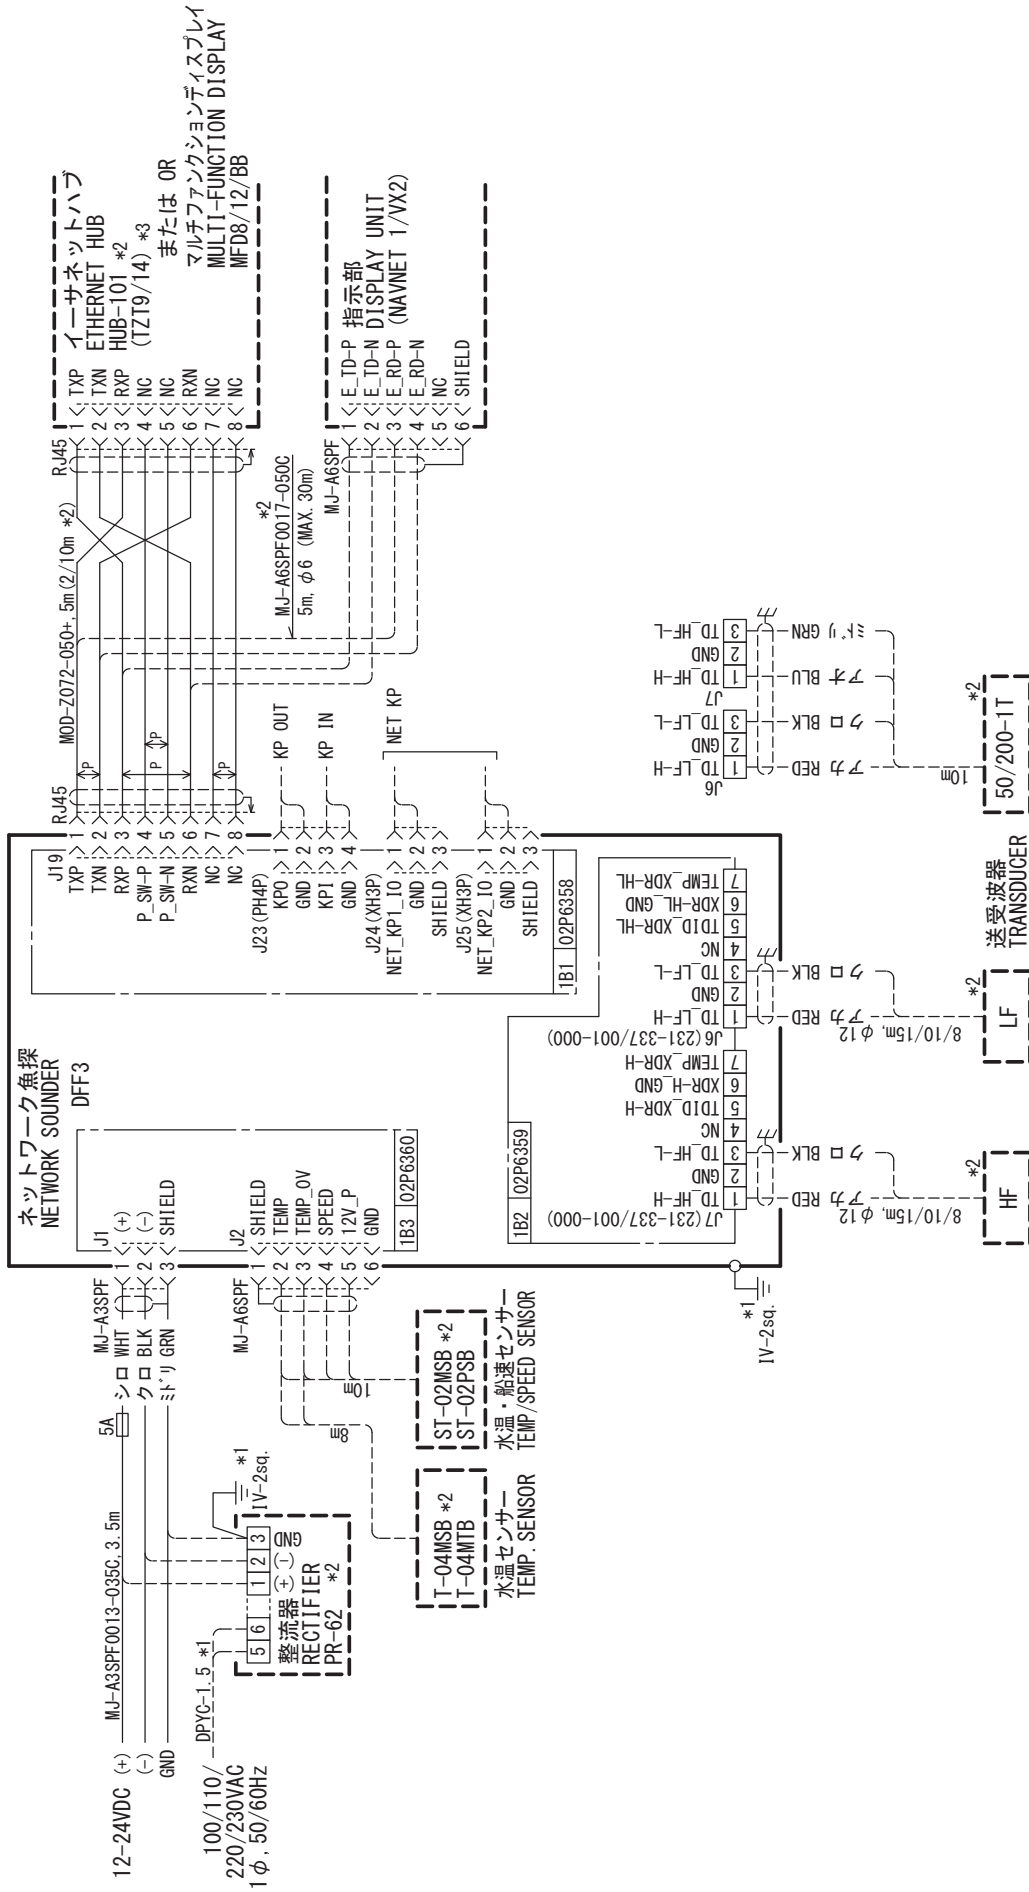 ネットワーク魚探
NETWORK SOUNDER
DFF3
12-24VDC
(+)
(-)
GND
MJ-A3SPF0013-035C, 3.5m
5A
シロ WHT
クロ BLK
ミドリ GRN
MJ-A3SPF
J1
1 (+)
2 (-)
3 SHIELD
100/110/
220/230VAC
1φ, 50/60Hz
DPYC-1.5 *1
5 6 1 2 3
(+) (-) GND
整流器
RECTIFIER
PR-62 *2
*1
IV-2sq.
MJ-A6SPF
J2
1 SHIELD
2 TEMP
3 TEMP_0V
4 SPEED
5 12V_P
6 GND
1B3 02P6360
8m
10m
T-04MSB *2
T-04MTB
水温センサー
TEMP. SENSOR
ST-02MSB *2
ST-02PSB
水温・船速センサー
TEMP/SPEED SENSOR
*1
IV-2sq.
J19
RJ45
TXP 1
TXN 2
RXP 3
P_SW-P 4
P_SW-N 5
RXN 6
NC 7
NC 8
P
P
P
P
MOD-Z072-050+, 5m(2/10m *2)
RJ45
1 TXP
2 TXN
3 RXP
4 NC
5 NC
6 RXN
7 NC
8 NC
イーサネットハブ
ETHERNET HUB
HUB-101 *2
(TZT9/14) *3
または OR
マルチファンクションディスプレイ
MULTI-FUNCTION DISPLAY
MFD8/12/BB
*2
MJ-A6SPF0017-050C
5m, φ6 (MAX. 30m)
MJ-A6SPF
1 E_TD-P
2 E_TD-N
3 E_RD-P
4 E_RD-N
5 NC
6 SHIELD
指示部
DISPLAY UNIT
(NAVNET 1/VX2)
J23(PH4P)
KPO 1
GND 2
KPI 3
GND 4
KP OUT
KP IN
J24(XH3P)
NET_KP1_IO 1
GND 2
SHIELD 3
J25(XH3P)
NET_KP2_IO 1
GND 2
SHIELD 3
NET KP
1B1 02P6358
1B2 02P6359
J7(231-337/001-000)
1 TD_HF-H
2 GND
3 TD_HF-L
4 NC
5 TDID_XDR-H
6 XDR-H_GND
7 TEMP_XDR-H
J6(231-337/001-000)
1 TD_LF-H
2 GND
3 TD_LF-L
4 NC
5 TDID_XDR-HL
6 XDR-HL_GND
7 TEMP_XDR-HL
アカ RED
クロ BLK
8/10/15m, φ12
*2
HF
アカ RED
クロ BLK
8/10/15m, φ12
*2
LF
送受波器
TRANSDUCER
J6
1 TD_LF-H
2 GND
3 TD_LF-L
J7
1 TD_HF-H
2 GND
3 TD_HF-L
アカ RED
クロ BLK
アオ BLU
ミドリ GRN
10m
*2
50/200-1T